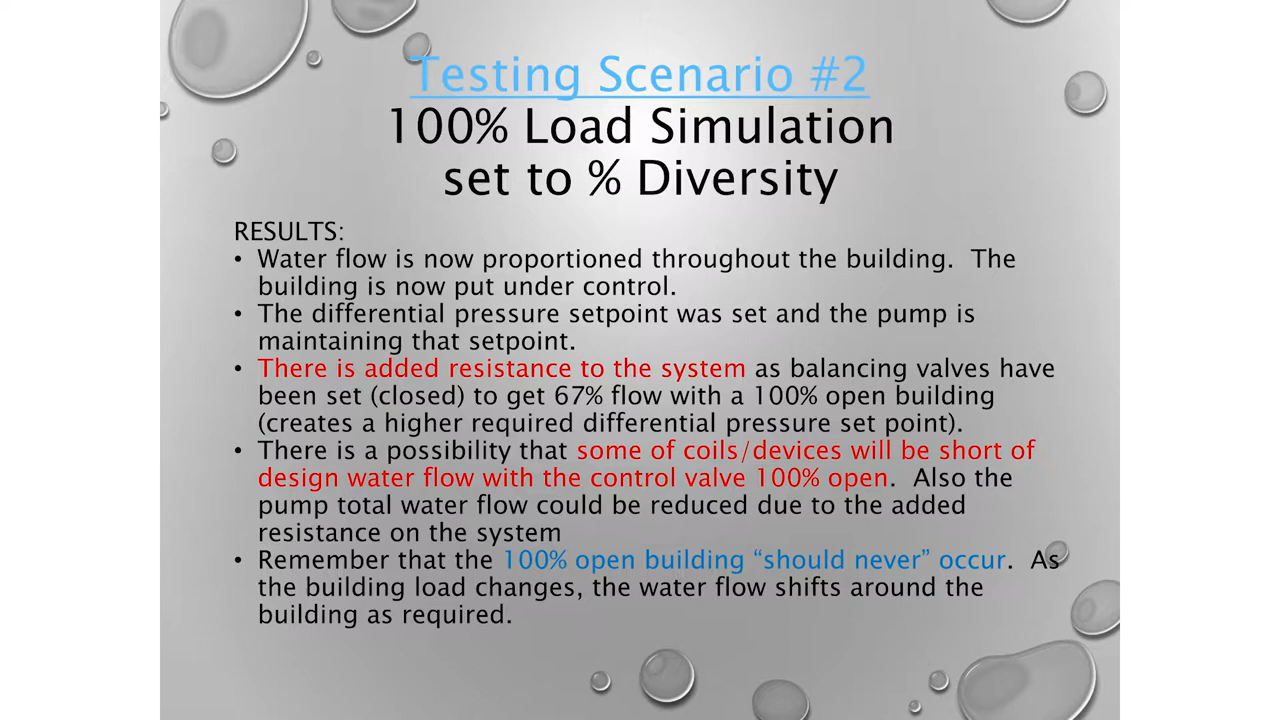 Testing Scenario #2
100% Load Simulation
set to % Diversity
RESULTS:
• Water flow is now proportioned throughout the building. The
building is now put under control.
• The differential pressure setpoint was set and the pump is
maintaining that setpoint.
• There is added resistance to the system as balancing valves have
been set (closed) to get 67% flow with a 100% open building
(creates a higher required differential pressure set point).
• There is a possibility that some of coils/devices will be short of
design water flow with the control valve 100% open. Also the
pump total water flow could be reduced due to the added
resistance on the system
• Remember that the 100% open building “should never” occur. As
the building load changes, the water flow shifts around the
building as required.